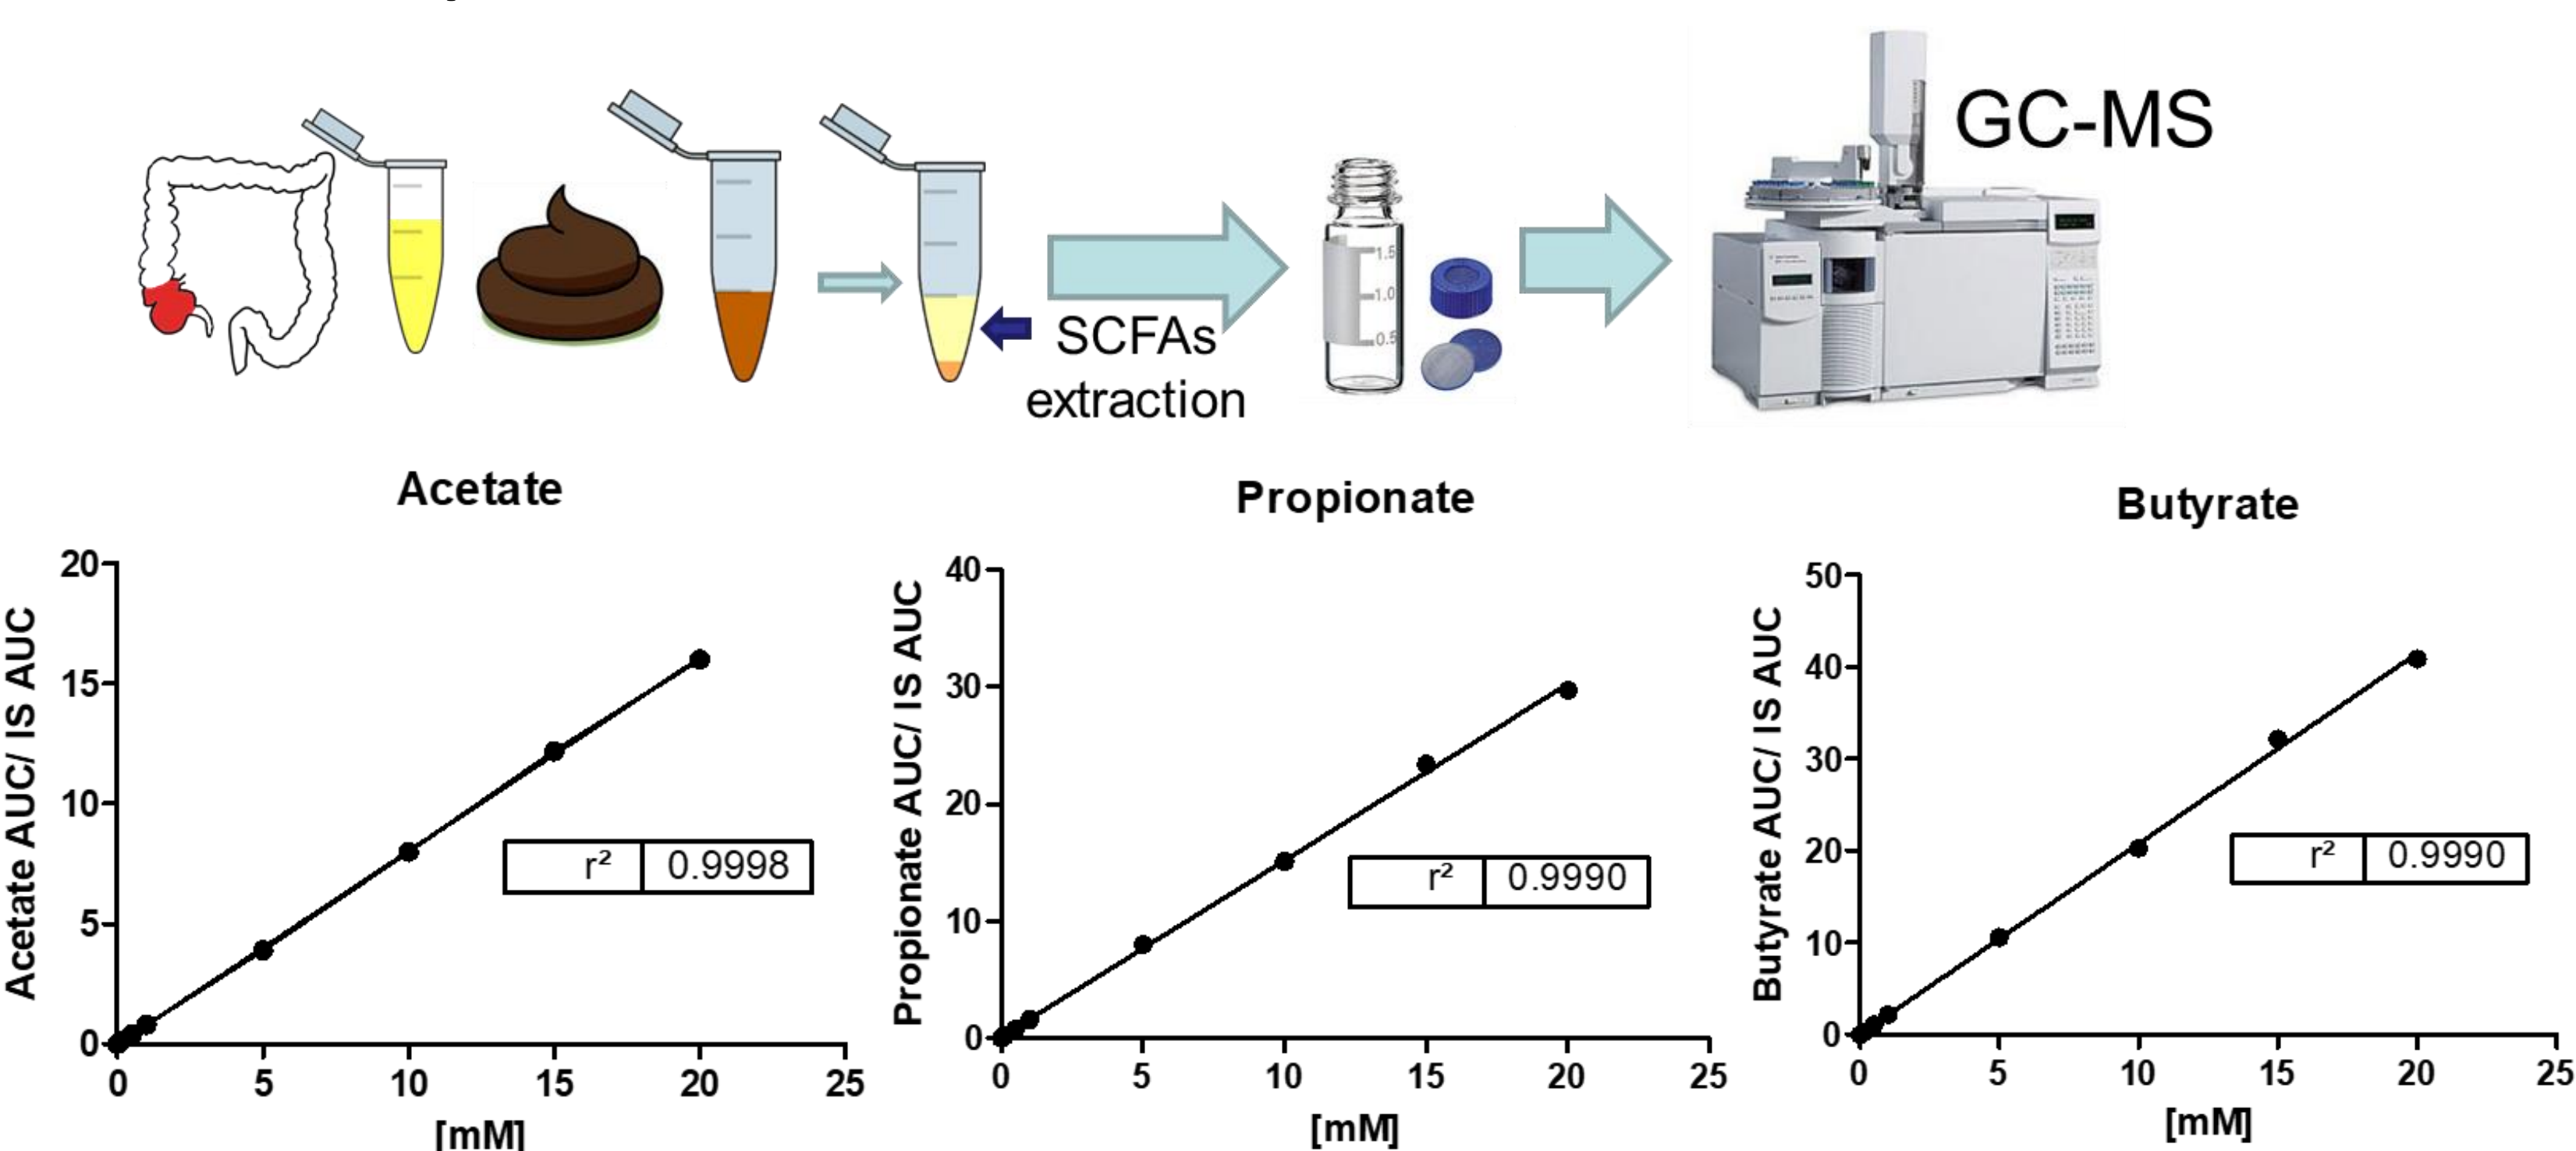 GC-MS
1.5
1.0
0.5
SCFAs
extraction
Acetate
Propionate
Butyrate
Acetate AUC/ IS AUC
20
15
10
5
0
r² 0.9998
0 5 10 15 20 25
[mM]
Propionate AUC/ IS AUC
40
30
20
10
0
r² 0.9990
0 5 10 15 20 25
[mM]
Butyrate AUC/ IS AUC
50
40
30
20
10
0
r² 0.9990
0 5 10 15 20 25
[mM]